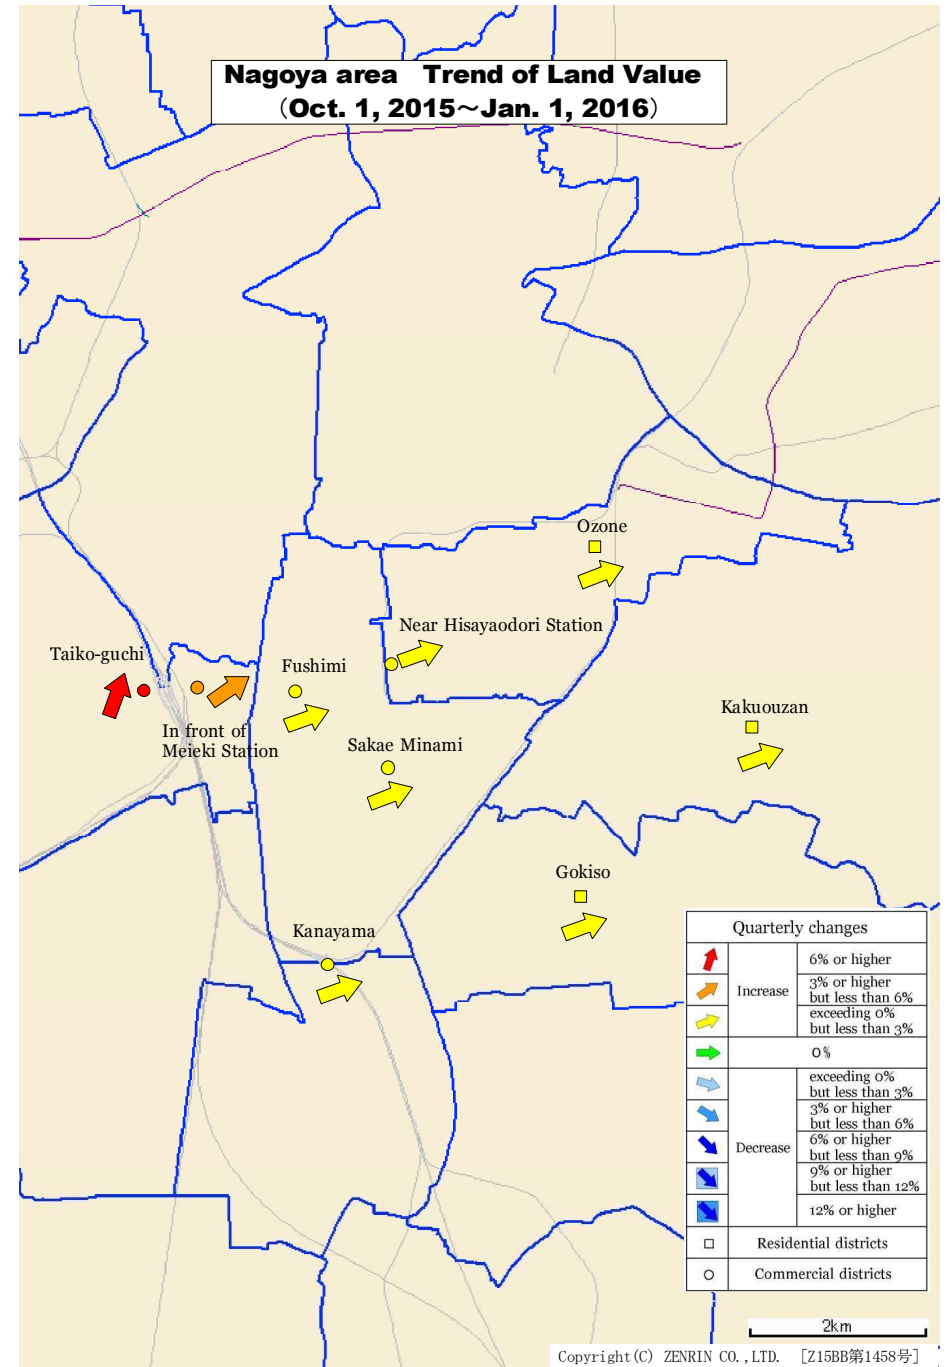 Nagoya area Trend of Land Value
（Oct. 1, 2015～Jan. 1, 2016）
Ozone
Near Hisayaodori Station
Taiko-guchi
Fushimi
Kakuouzan
In front of
Meieki Station
Sakae Minami
Gokiso
Kanayama
Quarterly changes
Increase
6% or higher
3% or higher
but less than 6%
exceeding 0%
but less than 3%
0%
Decrease
exceeding 0%
but less than 3%
3% or higher
but less than 6%
6% or higher
but less than 9%
9% or higher
but less than 12%
12% or higher
Residential districts
Commercial districts
2km
Copyright(C) ZENRIN CO.,LTD. [Z15BB第1458号]